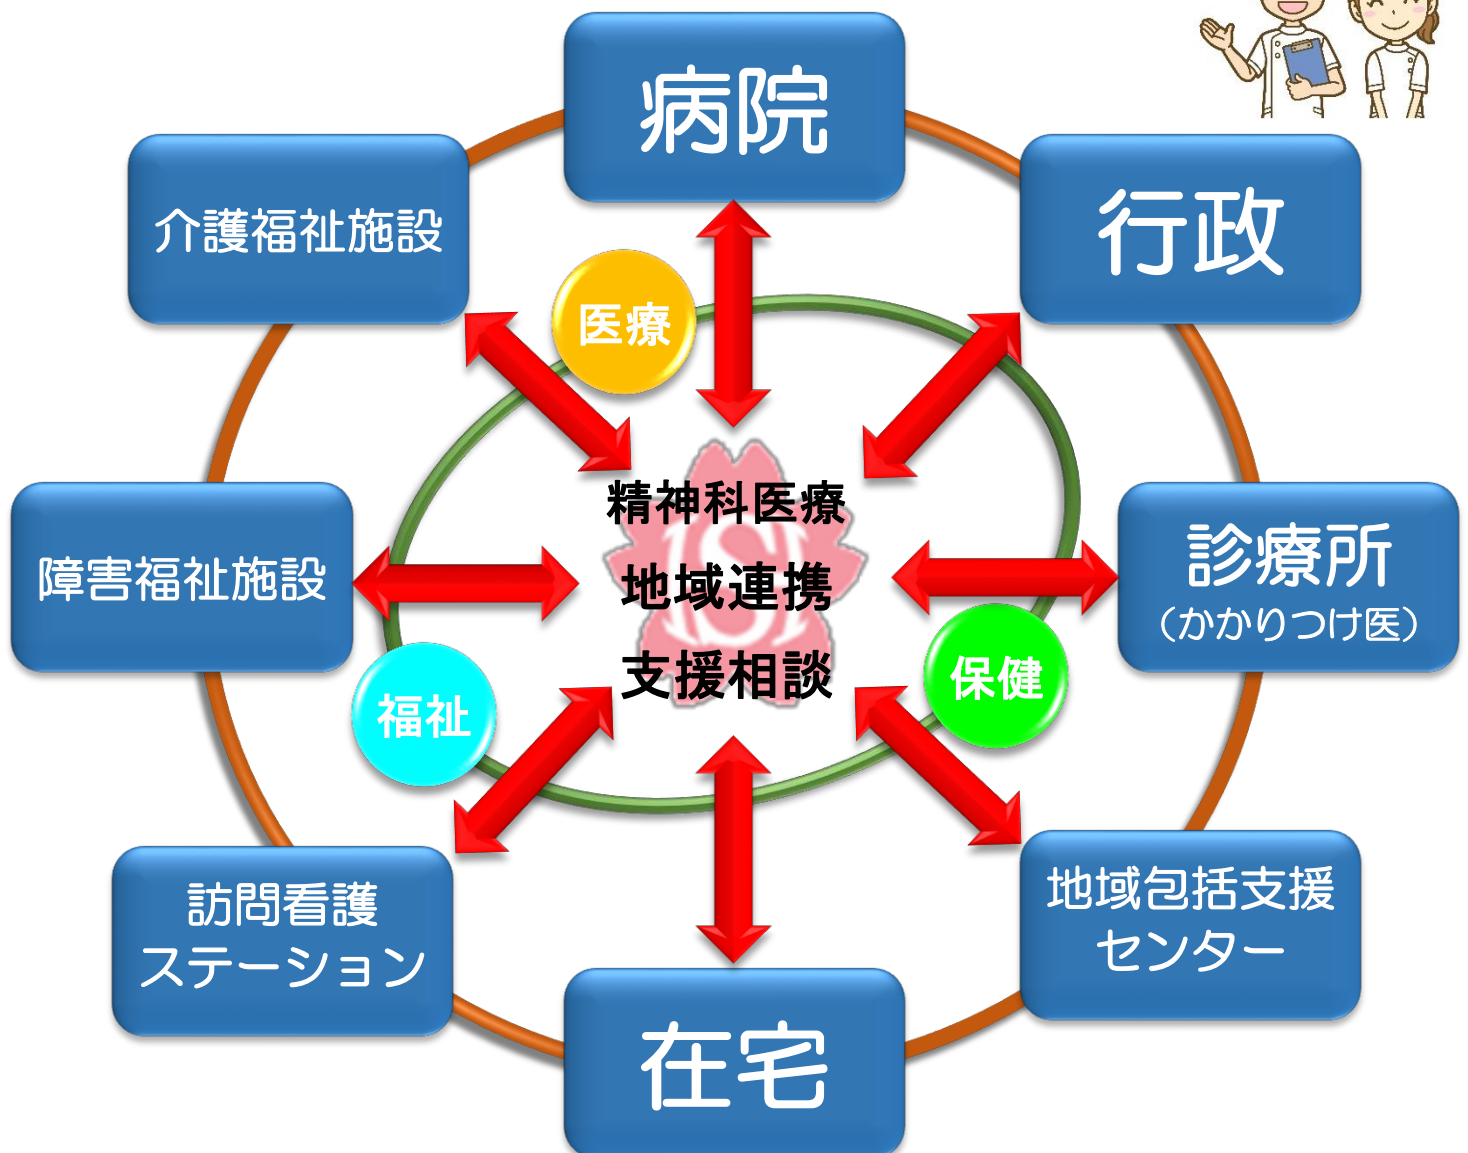 病院
介護福祉施設
行政
医療
精神科医療
地域連携
支援相談
障害福祉施設
診療所
（かかりつけ医）
福祉
保健
訪問看護
ステーション
地域包括支援
センター
在宅